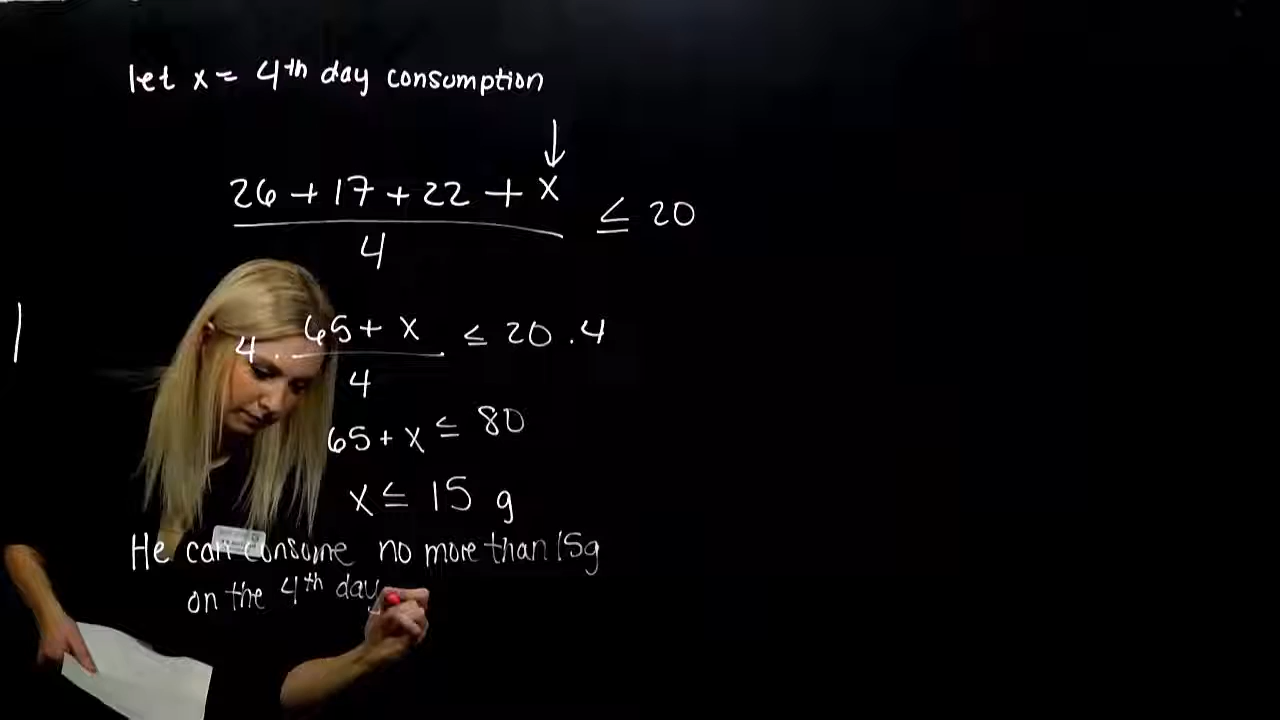 let x = 4th day consumption
26 + 17 + 22 + x
4
≤ 20
4 · 65 + x ≤ 20 . 4
4
65 + x ≤ 80
x ≤ 15 g
He can consume no more than 15g
on the 4th day